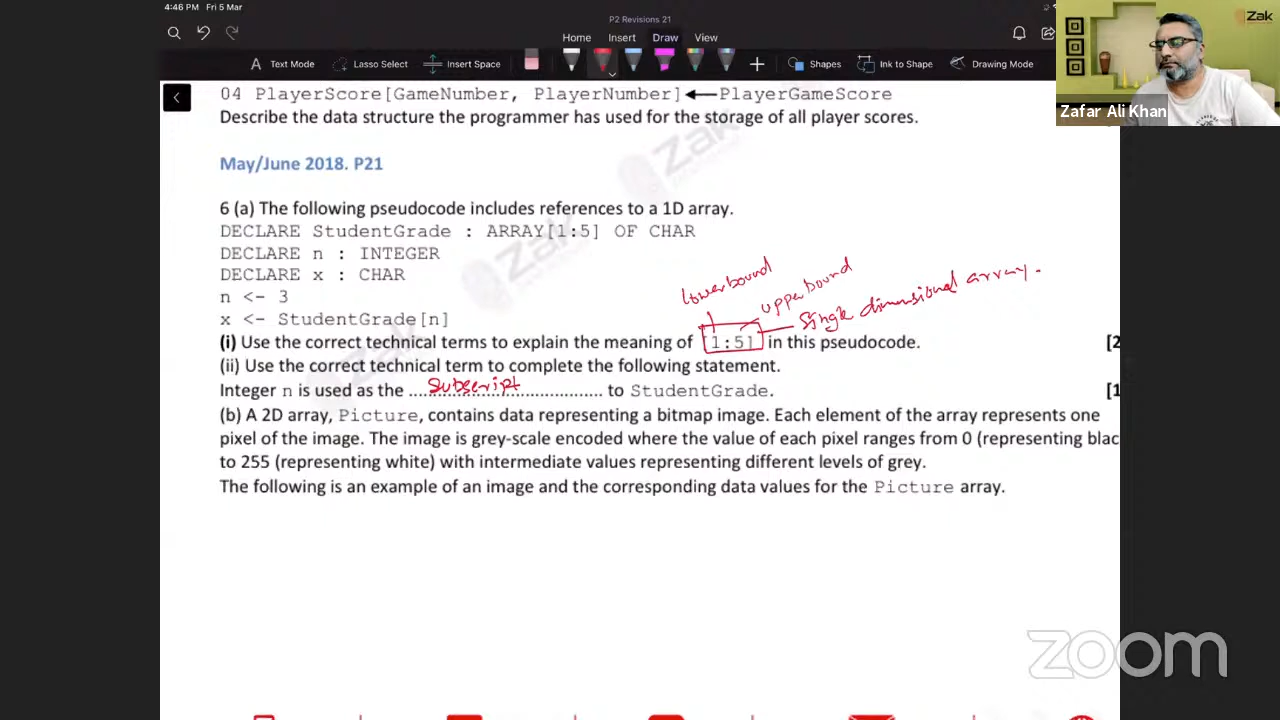 4:46 PM Fri 5 Mar
P2 Revisions 21
Home Insert Draw View
Text Mode Lasso Select Insert Space Shapes Ink to Shape Drawing Mode
Zak
Zafar Ali Khan
04 PlayerScore[GameNumber, PlayerNumber]←PlayerGameScore
Describe the data structure the programmer has used for the storage of all player scores.
May/June 2018. P21
6 (a) The following pseudocode includes references to a 1D array.
DECLARE StudentGrade : ARRAY[1:5] OF CHAR
DECLARE n : INTEGER
DECLARE x : CHAR
n <- 3
x <- StudentGrade[n]
lower bound
upper bound
Single dimensional array.
(i) Use the correct technical terms to explain the meaning of [1:5] in this pseudocode. [2
(ii) Use the correct technical term to complete the following statement.
Integer n is used as the ...Subscript... to StudentGrade. [1
(b) A 2D array, Picture, contains data representing a bitmap image. Each element of the array represents one
pixel of the image. The image is grey-scale encoded where the value of each pixel ranges from 0 (representing blac
to 255 (representing white) with intermediate values representing different levels of grey.
The following is an example of an image and the corresponding data values for the Picture array.
Zak
Zak
Zak
zoom